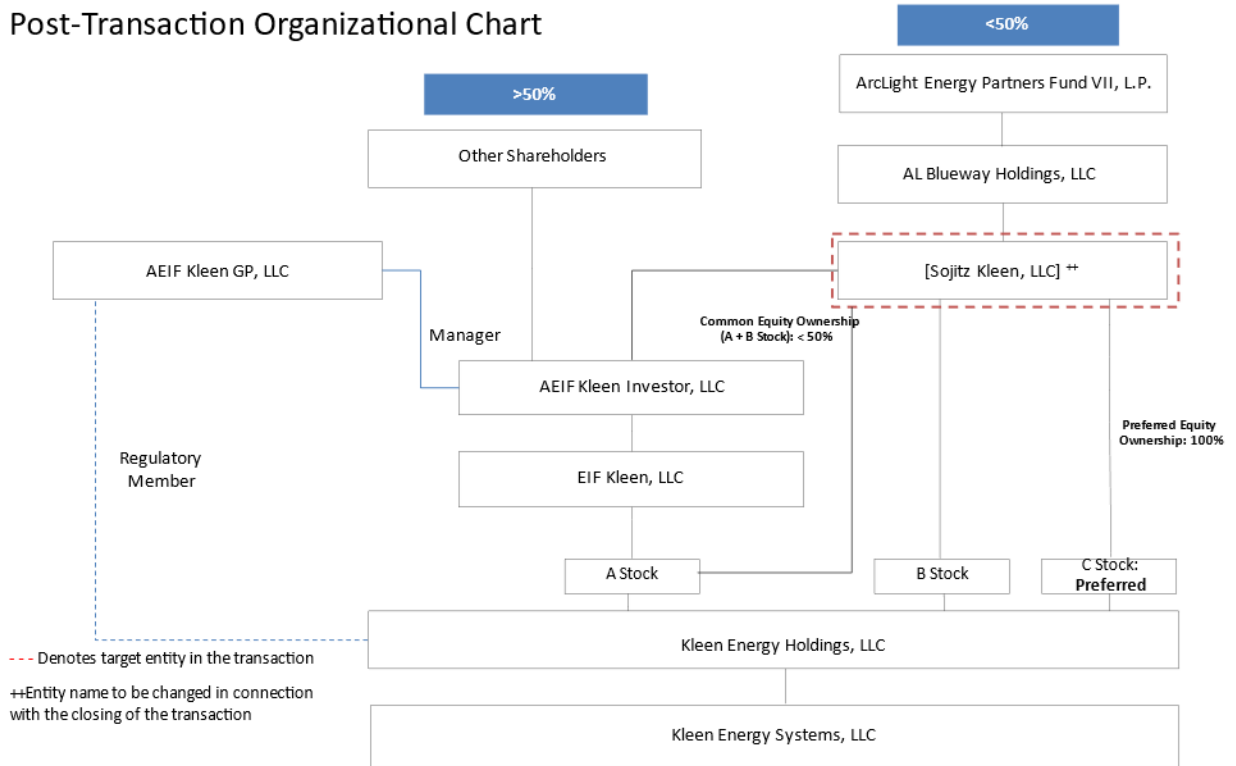 Post-Transaction Organizational Chart
<50%
>50%
ArcLight Energy Partners Fund VII, L.P.
Other Shareholders
AL Blueway Holdings, LLC
AEIF Kleen GP, LLC
[Sojitz Kleen, LLC] ++
Manager
Common Equity Ownership
(A + B Stock): < 50%
AEIF Kleen Investor, LLC
Preferred Equity
Ownership: 100%
Regulatory
Member
EIF Kleen, LLC
A Stock
B Stock
C Stock:
Preferred
Kleen Energy Holdings, LLC
--- Denotes target entity in the transaction
++Entity name to be changed in connection
with the closing of the transaction
Kleen Energy Systems, LLC